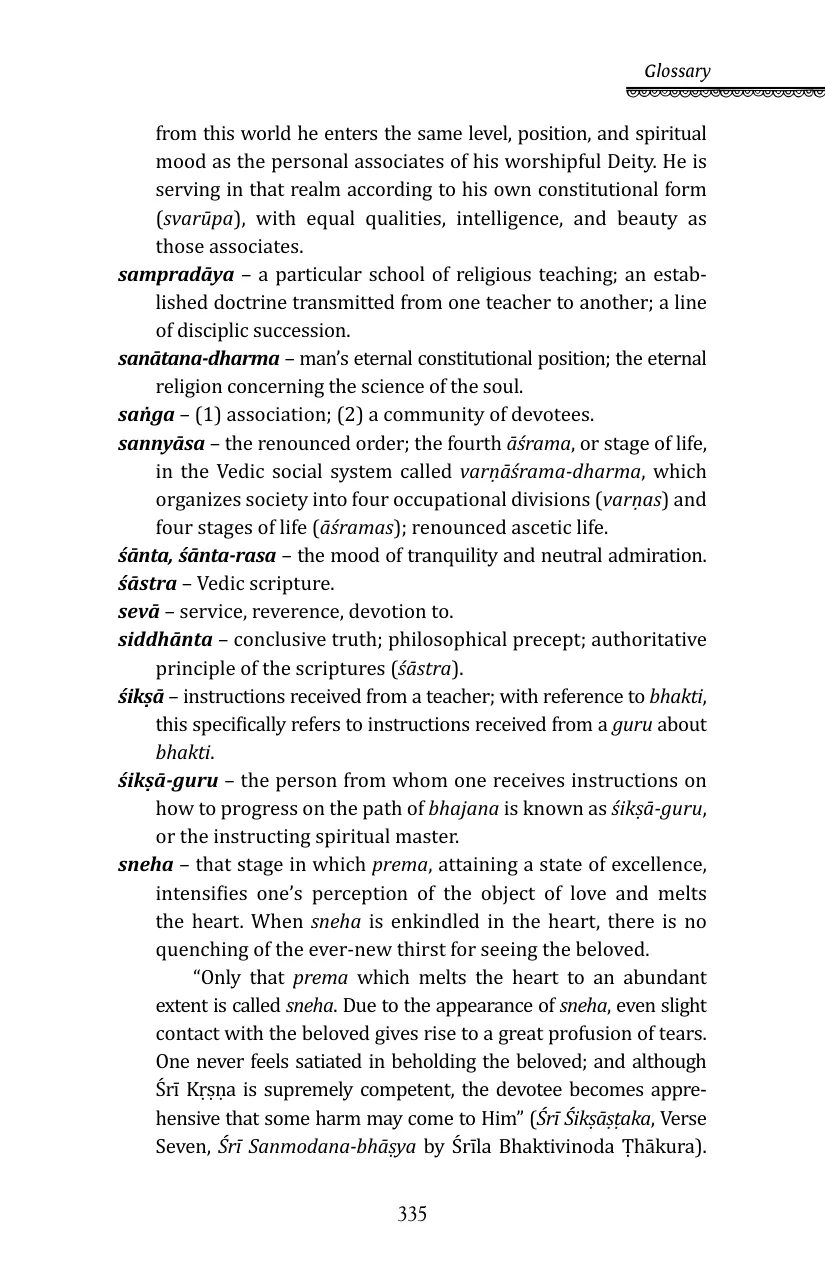 Glossary
from this world he enters the same level, position, and spiritual
mood as the personal associates of his worshipful Deity. He is
serving in that realm according to his own constitutional form
(svarūpa), with equal qualities, intelligence, and beauty as
those associates.
sampradāya – a particular school of religious teaching; an estab-
lished doctrine transmitted from one teacher to another; a line
of disciplic succession.
sanātana-dharma – man’s eternal constitutional position; the eternal
religion concerning the science of the soul.
saṅga – (1) association; (2) a community of devotees.
sannyāsa – the renounced order; the fourth āśrama, or stage of life,
in the Vedic social system called varṇāśrama-dharma, which
organizes society into four occupational divisions (varṇas) and
four stages of life (āśramas); renounced ascetic life.
śānta, śānta-rasa – the mood of tranquility and neutral admiration.
śāstra – Vedic scripture.
sevā – service, reverence, devotion to.
siddhānta – conclusive truth; philosophical precept; authoritative
principle of the scriptures (śāstra).
śikṣā – instructions received from a teacher; with reference to bhakti,
this specifically refers to instructions received from a guru about
bhakti.
śikṣā-guru – the person from whom one receives instructions on
how to progress on the path of bhajana is known as śikṣā-guru,
or the instructing spiritual master.
sneha – that stage in which prema, attaining a state of excellence,
intensifies one’s perception of the object of love and melts
the heart. When sneha is enkindled in the heart, there is no
quenching of the ever-new thirst for seeing the beloved.
“Only that prema which melts the heart to an abundant
extent is called sneha. Due to the appearance of sneha, even slight
contact with the beloved gives rise to a great profusion of tears.
One never feels satiated in beholding the beloved; and although
Śrī Kṛṣṇa is supremely competent, the devotee becomes appre-
hensive that some harm may come to Him” (Śrī Śikṣāṣṭaka, Verse
Seven, Śrī Sanmodana-bhāṣya by Śrīla Bhaktivinoda Ṭhākura).
335